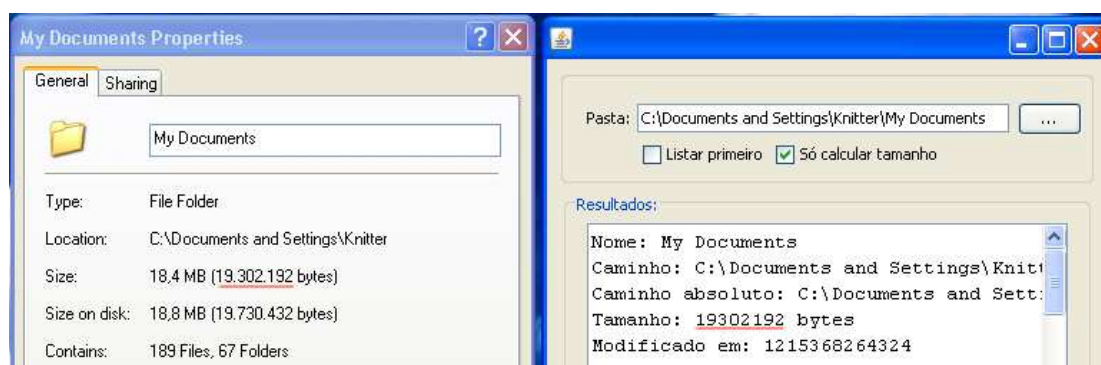 My Documents Properties
General
Sharing
My Documents
Type: File Folder
Location: C:\Documents and Settings\Knitter
Size: 18,4 MB (19.302.192 bytes)
Size on disk: 18,8 MB (19.730.432 bytes)
Contains: 189 Files, 67 Folders
Pasta: C:\Documents and Settings\Knitter\My Documents ...
Listar primeiro Só calcular tamanho
Resultados:
Nome: My Documents
Caminho: C:\Documents and Settings\Knitt
Caminho absoluto: C:\Documents and Sett
Tamanho: 19302192 bytes
Modificado em: 1215368264324